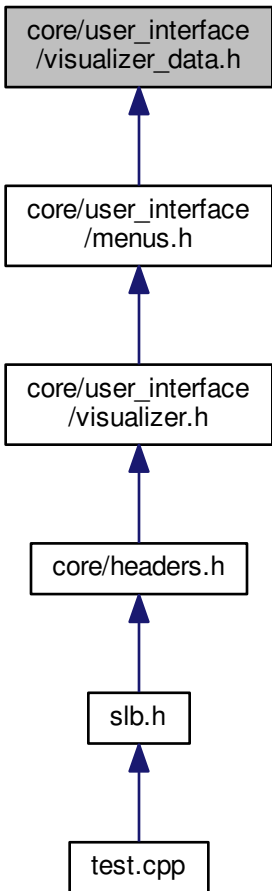 core/user_interface
/visualizer_data.h
core/user_interface
/menus.h
core/user_interface
/visualizer.h
core/headers.h
slb.h
test.cpp